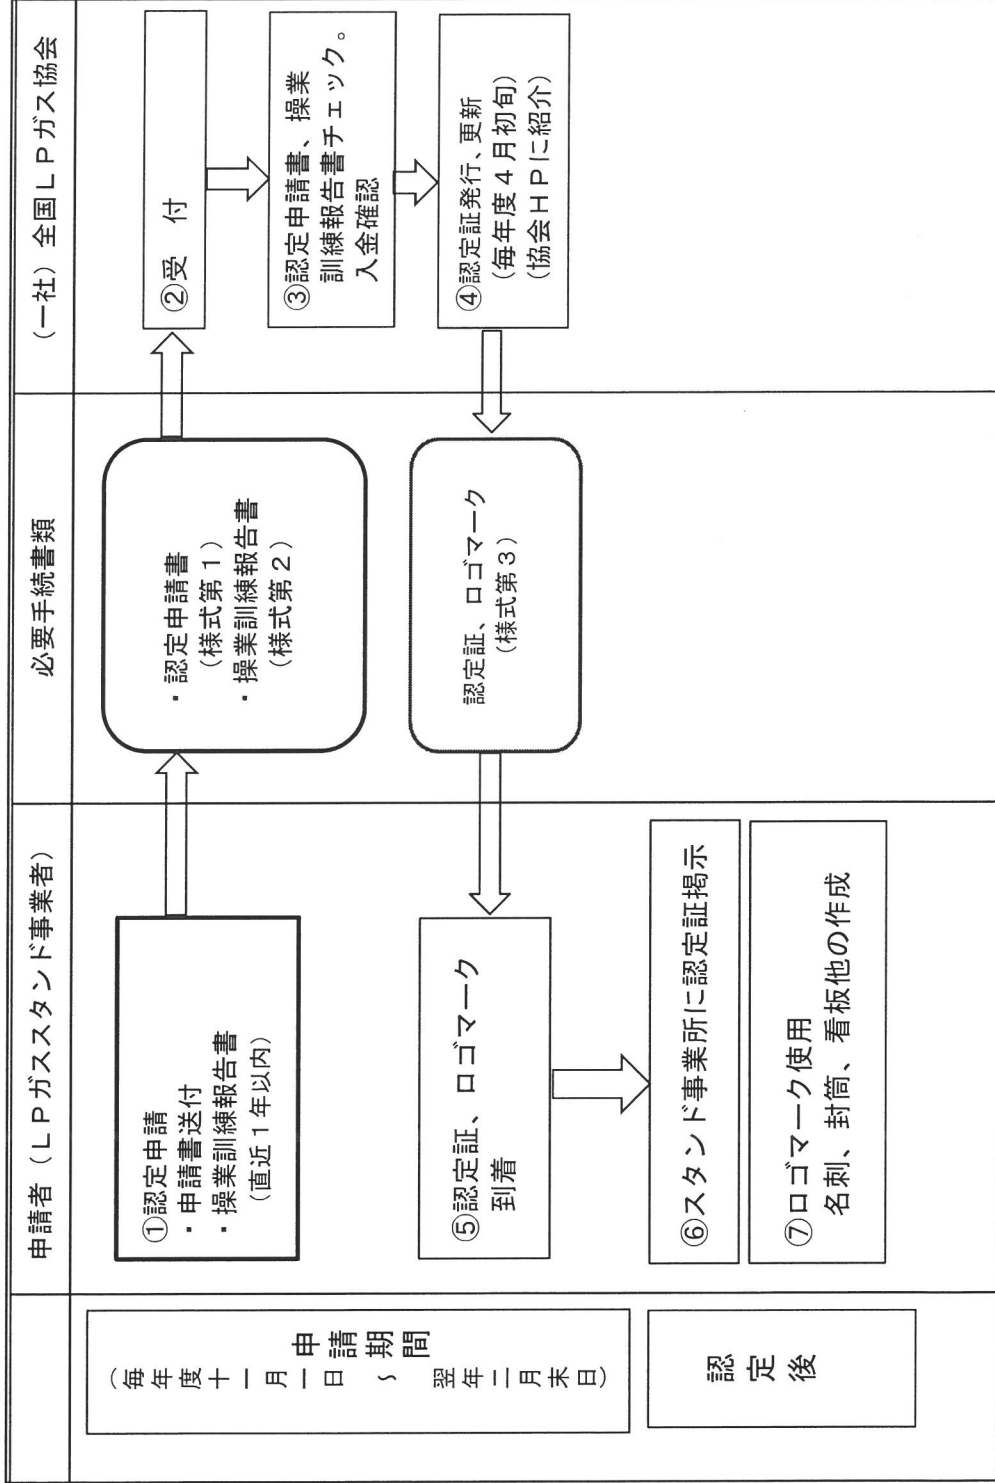 申請者(LPガススタンド事業者)
必要手続書類
(一社)全国LPガス協会
申請期間
(毎年度十一月一日 ～ 翌年二月末日)
①認定申請
・申請書送付
・操業訓練報告書
(直近1年以内)
・認定申請書
(様式第1)
・操業訓練報告書
(様式第2)
②受 付
③認定申請書、操業
訓練報告書チェック。
入金確認
④認定証発行、更新
(毎年度4月初旬)
(協会HPに紹介)
認定証、ロゴマーク
(様式第3)
⑤認定証、ロゴマーク
到着
認定後
⑥スタンド事業所に認定証掲示
⑦ロゴマーク使用
名刺、封筒、看板他の作成